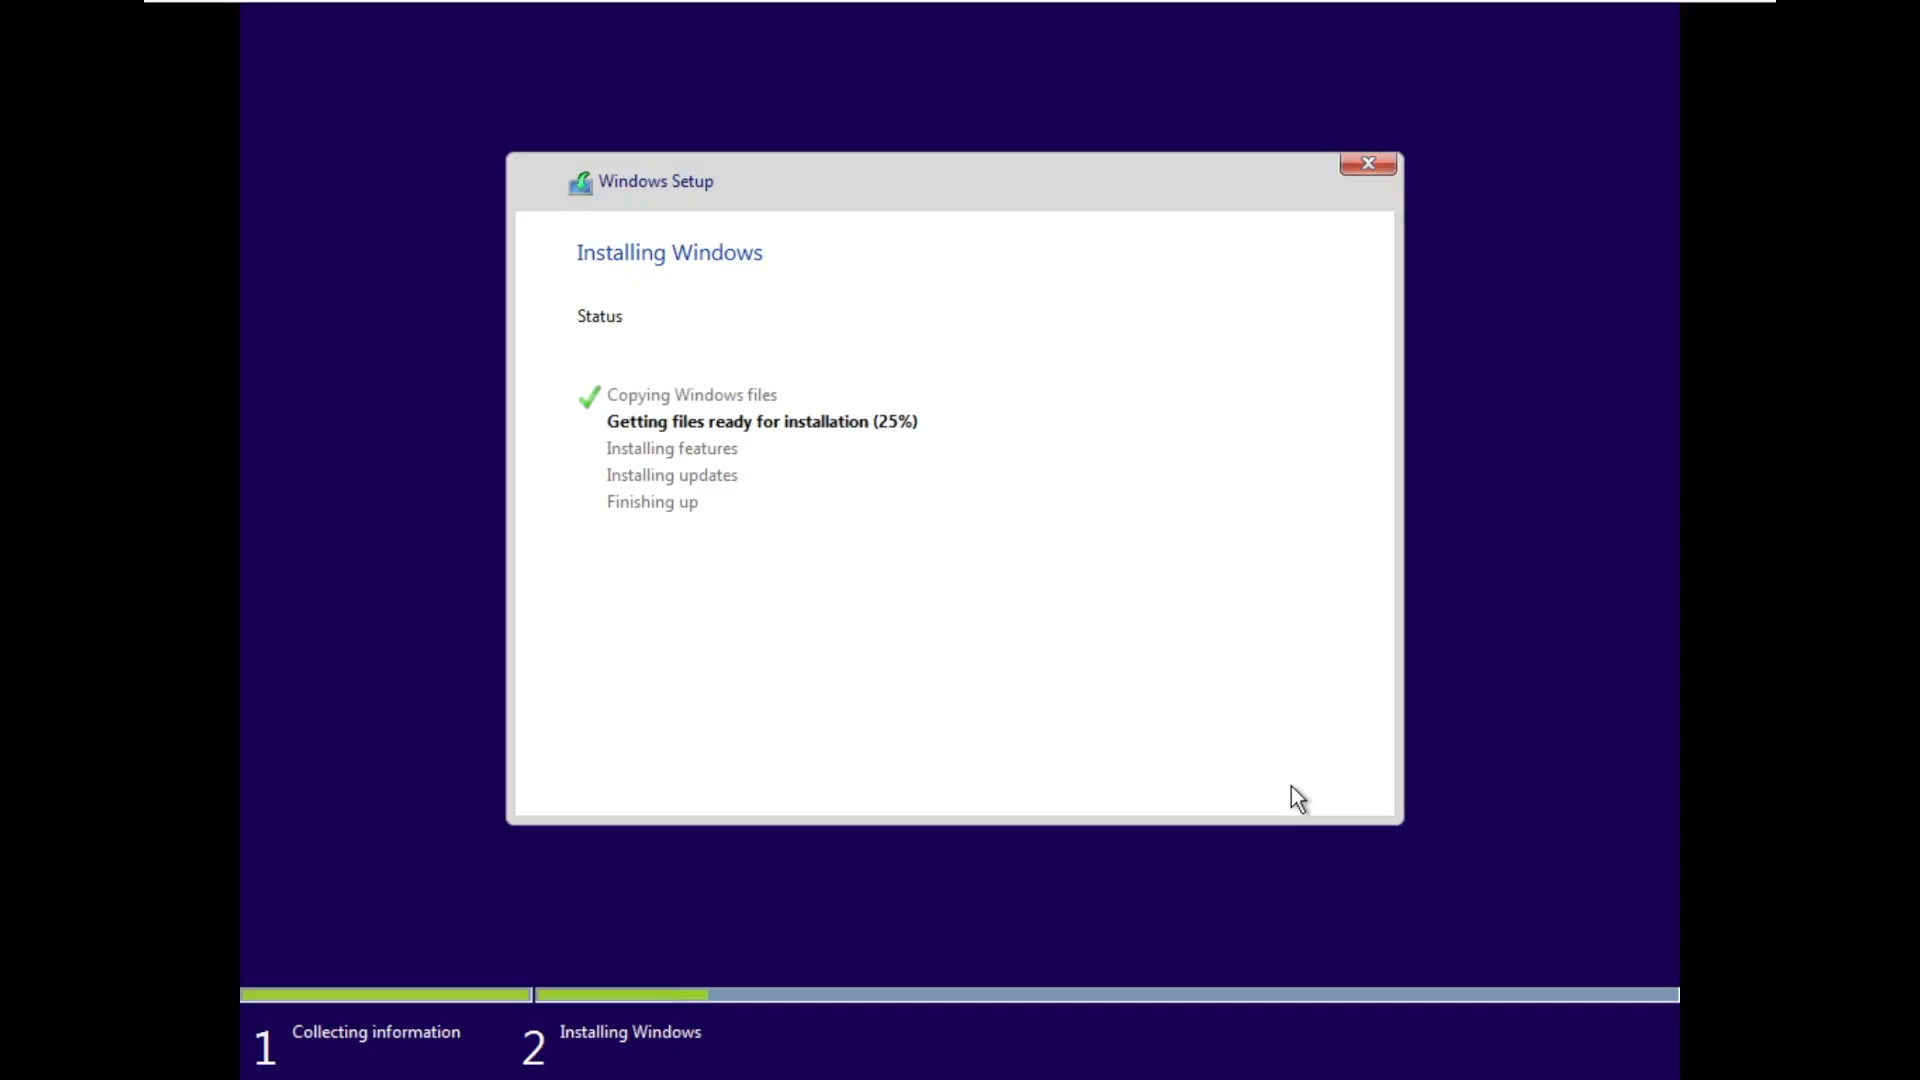 Windows Setup
Installing Windows
Status
Copying Windows files
Getting files ready for installation (25%)
Installing features
Installing updates
Finishing up
1 Collecting information
2 Installing Windows